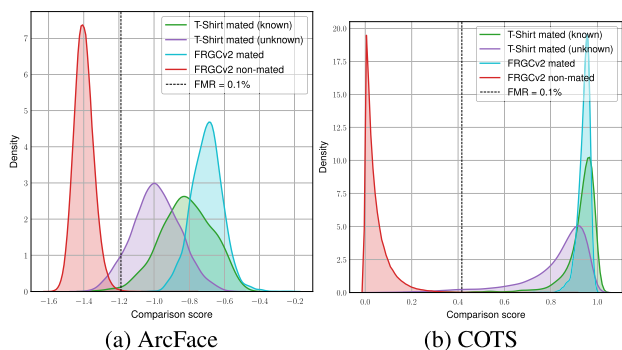 T-Shirt mated (known)
T-Shirt mated (unknown)
FRGCv2 mated
FRGCv2 non-mated
FMR = 0.1%
7
6
5
4
3
2
1
0
Density
−1.6 −1.4 −1.2 −1.0 −0.8 −0.6 −0.4 −0.2
Comparison score
(a) ArcFace
T-Shirt mated (known)
T-Shirt mated (unknown)
FRGCv2 mated
FRGCv2 non-mated
FMR = 0.1%
20.0
17.5
15.0
12.5
10.0
7.5
5.0
2.5
0.0
Density
0.0 0.2 0.4 0.6 0.8 1.0
Comparison score
(b) COTS